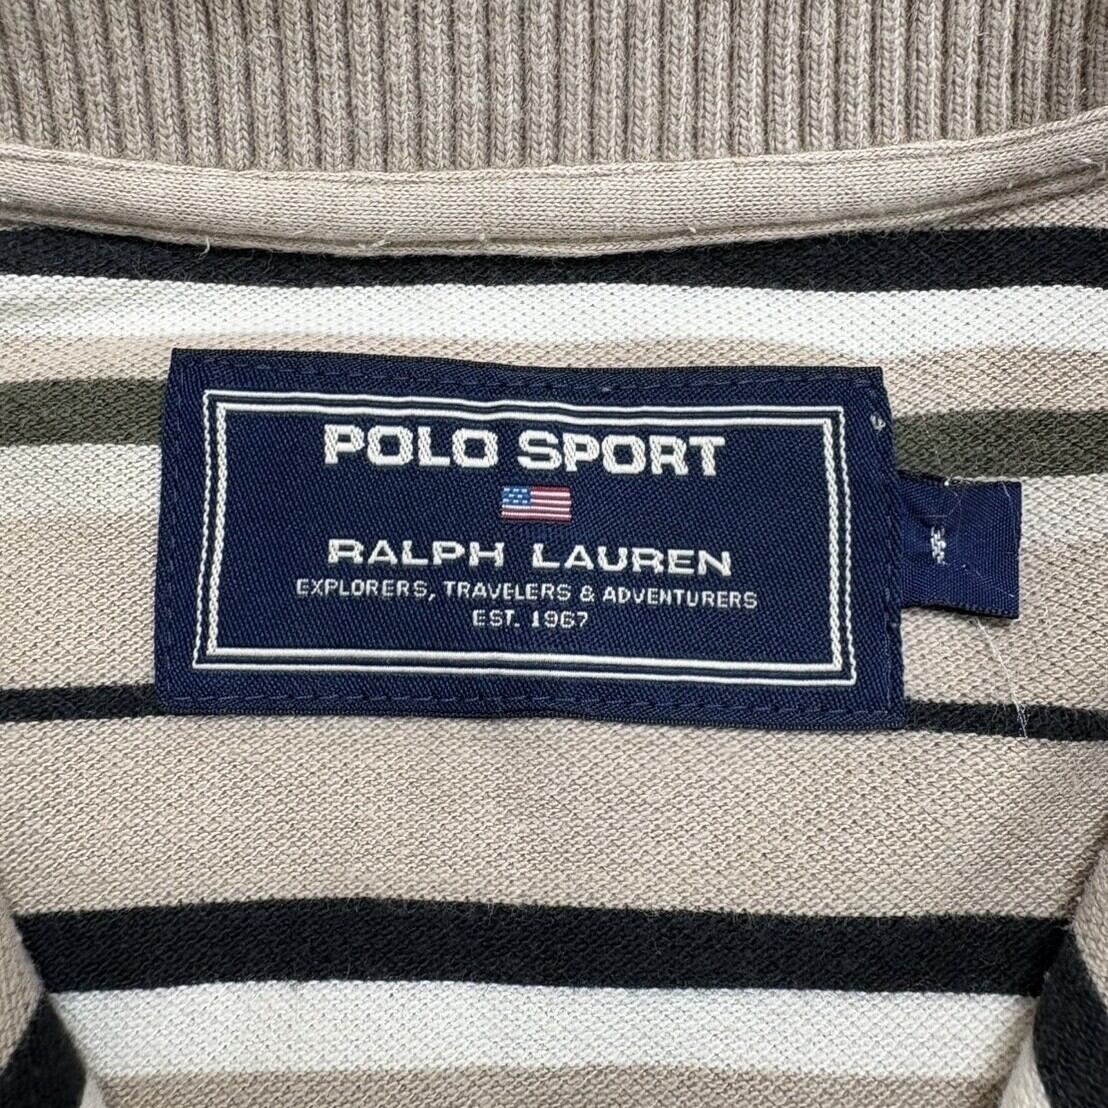 POLO SPORT
RALPH LAUREN
EXPLORERS, TRAVELERS & ADVENTURERS
EST. 1967